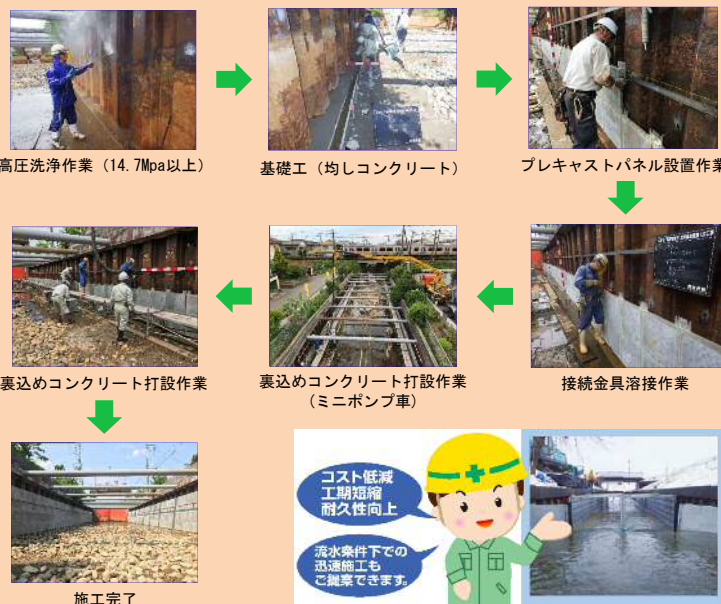 高圧洗浄作業（14.7Mpa以上）
基礎工（均しコンクリート）
プレキャストパネル設置作業
接続金具溶接作業
裏込めコンクリート打設作業
（ミニポンプ車）
裏込めコンクリート打設作業
施工完了
コスト低減
工期短縮
耐久性向上
流水条件下での
迅速施工も
ご提案できます。